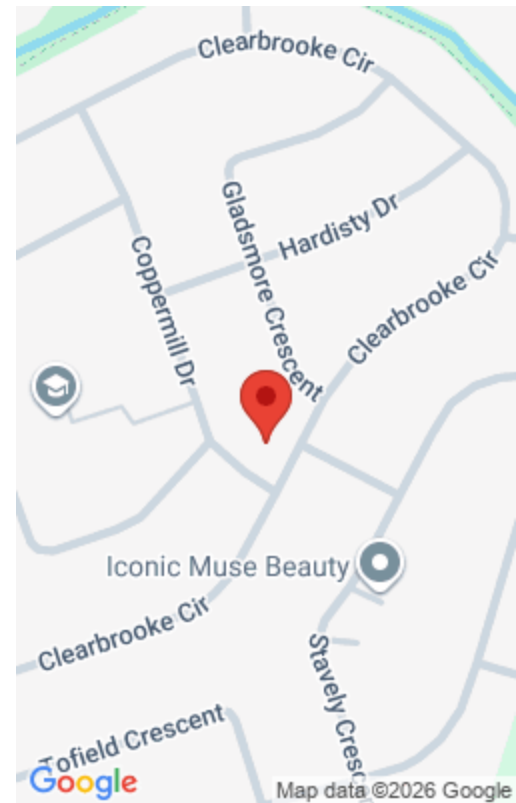 Clearbrooke Cir
Gladsmore Crescent
Hardisty Dr
Coppermill Dr
Clearbrooke Cir
Iconic Muse Beauty
Clearbrooke Cir
Stavely Cresc
Tofield Crescent
Google
Map data ©2026 Google